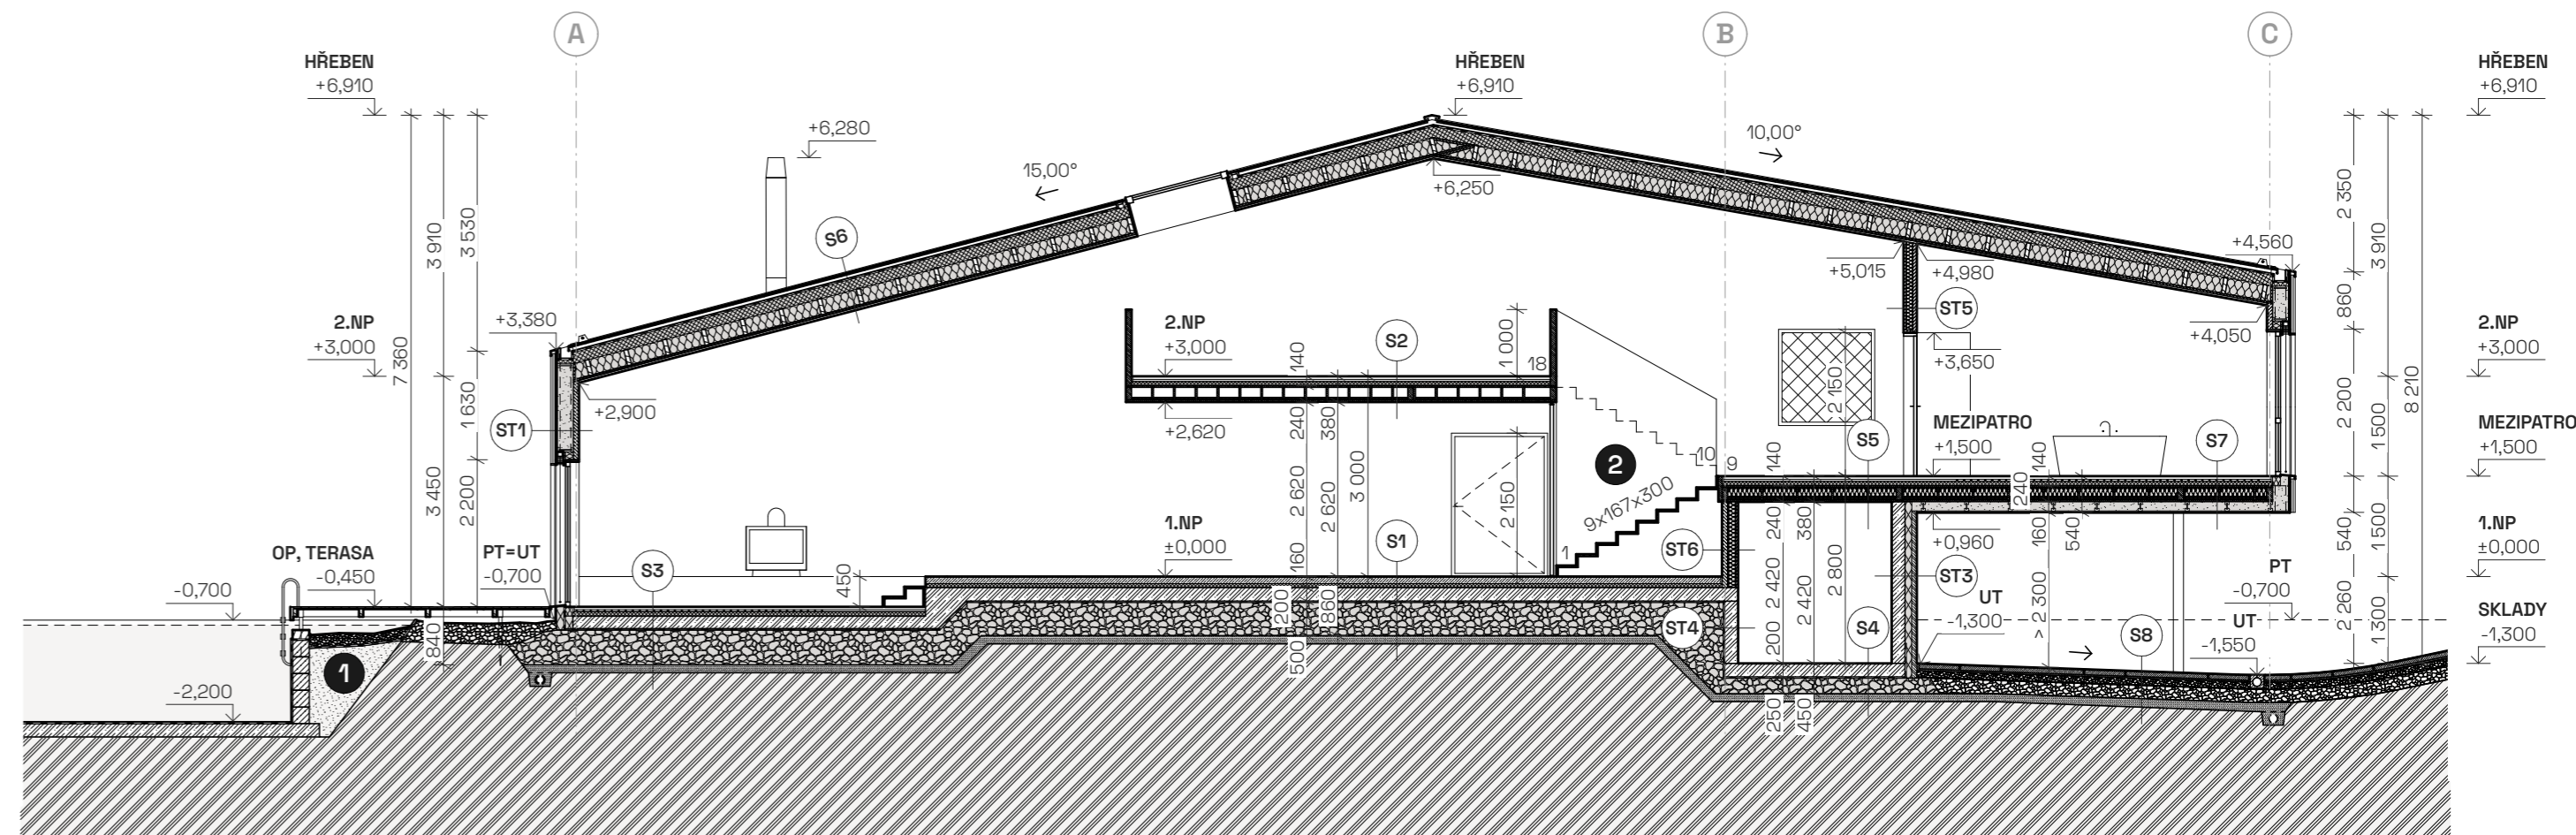 A
B
C
HŘEBEN
+6,910
HŘEBEN
+6,910
HŘEBEN
+6,910
+6,280
10,00°
15,00°
+6,250
2 350
3 910
3 530
3 910
S6
+4,560
+5,015
+4,980
860
ST5
+4,050
2.NP
+3,000
+3,380
7 360
2.NP
+3,000
140
S2
1 000
18
+3,650
2.NP
+3,000
8 210
+2,900
1 630
ST1
+2,620
240
380
2 150
2 200
1 500
MEZIPATRO
+1,500
S5
S7
MEZIPATRO
+1,500
2
10
9
140
140
3 450
2 200
2 620
2 620
3 000
2 150
9x167x300
240
1.NP
±0,000
S1
1
160
ST6
240
380
+0,960
160
540
540
1 500
1.NP
±0,000
OP, TERASA
-0,450
PT=UT
-0,700
S3
450
-0,700
ST3
UT
-1,300
PT
-0,700
2 420
2 420
2 800
> 2 300
2 260
1 300
SKLADY
-1,300
840
200
860
500
ST4
200
S4
S8
UT
-1,550
1
-2,200
250
450